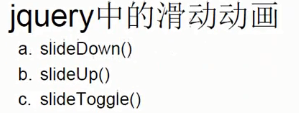 jquery中的滑动动画
a. slideDown()
b. slideUp()
c. slideToggle()